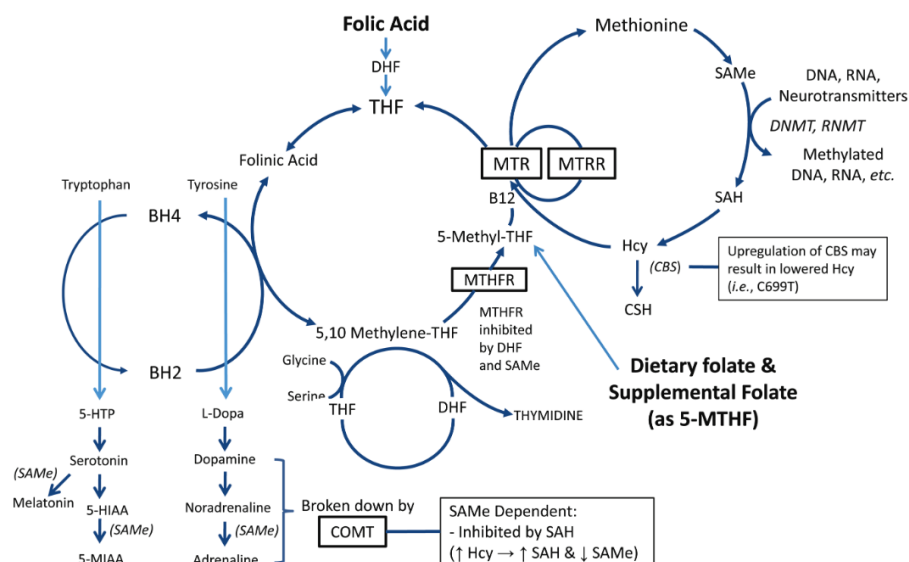 Folic Acid
DHF
THF
Folinic Acid
Methionine
SAMe
DNA, RNA,
Neurotransmitters
DNMT, RNMT
Methylated
DNA, RNA, etc.
SAH
MTR
MTRR
B12
5-Methyl-THF
Hcy
(CBS)
CSH
Upregulation of CBS may
result in lowered Hcy
(i.e., C699T)
MTHFR
MTHFR
inhibited
by DHF
and SAMe
Tryptophan
Tyrosine
BH4
BH2
5,10 Methylene-THF
Glycine
Serine
THF
DHF
THYMIDINE
Dietary folate &
Supplemental Folate
(as 5-MTHF)
5-HTP
Serotonin
(SAMe)
Melatonin
5-HIAA
(SAMe)
5-MIAA
L-Dopa
Dopamine
Noradrenaline
(SAMe)
Adrenaline
Broken down by
COMT
SAMe Dependent:
- Inhibited by SAH
(↑ Hcy → ↑ SAH & ↓ SAMe)